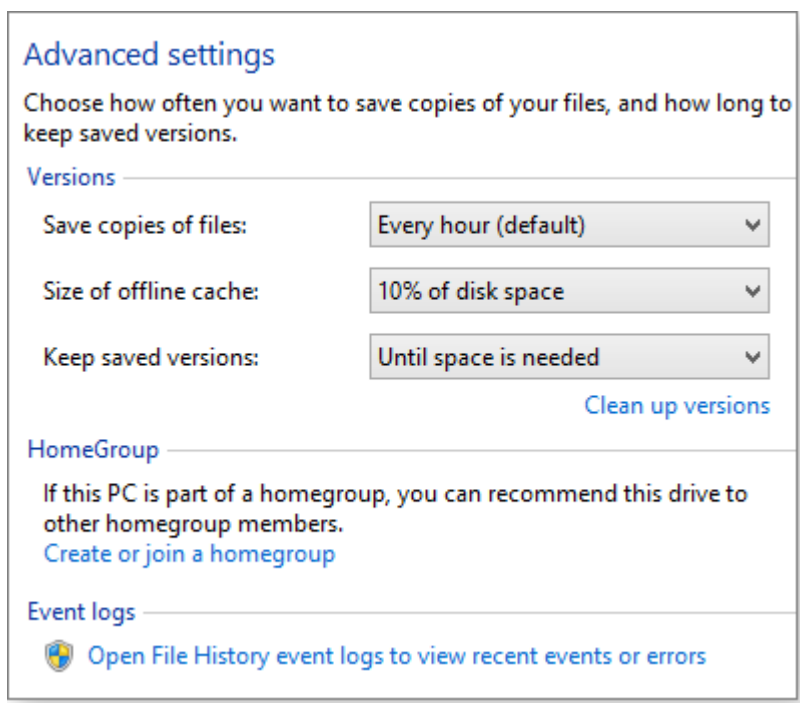 Advanced settings
Choose how often you want to save copies of your files, and how long to
keep saved versions.
Versions
Save copies of files: Every hour (default)
Size of offline cache: 10% of disk space
Keep saved versions: Until space is needed
Clean up versions
HomeGroup
If this PC is part of a homegroup, you can recommend this drive to
other homegroup members.
Create or join a homegroup
Event logs
Open File History event logs to view recent events or errors